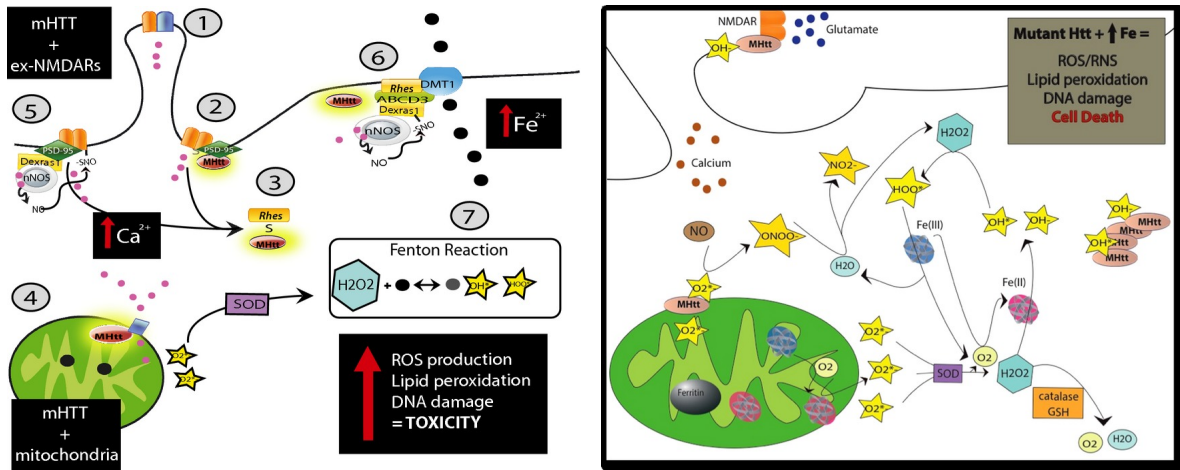 mHTT
+
ex-NMDARs
1
5
PSD-95
Dexras1
-SNO
nNOS
NO
2
S
PSD-95
MHtt
3
Rhes
S
MHtt
Ca2+
6
MHtt
Rhes
ABCD3
Dexras1
DMT1
nNOS
-SNO
NO
Fe2+
7
Fenton Reaction
H2O2
+
OH*
HOO*
4
MHtt
O2*
O2*
SOD
mHTT
+
mitochondria
ROS production
Lipid peroxidation
DNA damage
= TOXICITY
NMDAR
Glutamate
OH-
MHtt
Mutant Htt + Fe =
ROS/RNS
Lipid peroxidation
DNA damage
Cell Death
Calcium
H2O2
NO2-
HOO*
NO
ONOO-
Fe(III)
OH*
OH-
OH-
MHtt
MHtt
OH*
Htt
MHtt
H2O
Fe(II)
O2*
MHtt
O2*
O2
Ferritin
O2*
O2*
O2*
SOD
O2
H2O2
catalase
GSH
O2
H2O